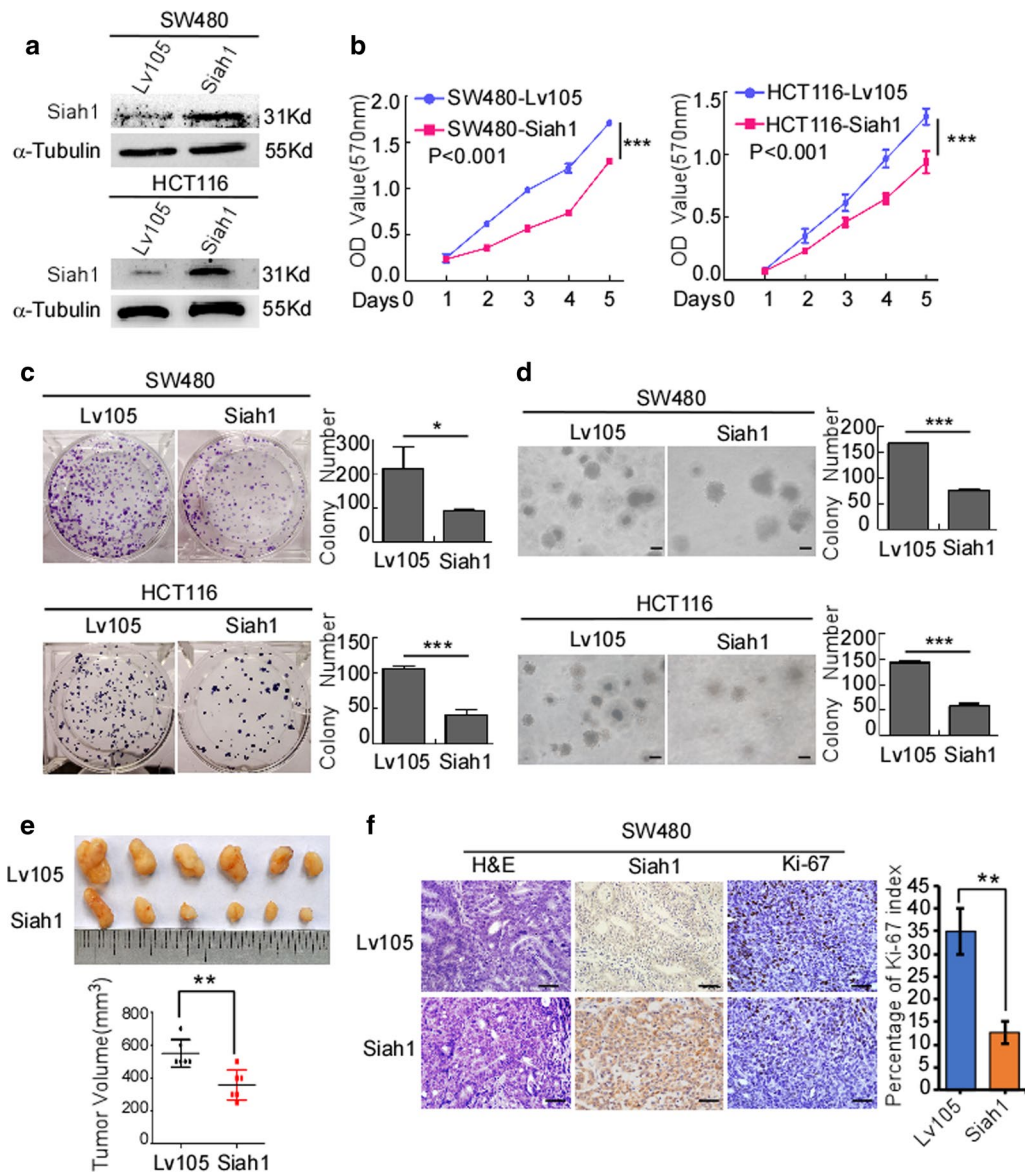 a
SW480
Lv105
Siah1
Siah1
31Kd
α-Tubulin
55Kd
HCT116
Lv105
Siah1
Siah1
31Kd
α-Tubulin
55Kd
b
OD Value(570nm)
2.0
1.5
1.0
0.5
0.0
SW480-Lv105
SW480-Siah1
P<0.001
***
Days 0 1 2 3 4 5
OD Value(570nm)
1.5
1.0
0.5
0.0
HCT116-Lv105
HCT116-Siah1
P<0.001
***
Days 0 1 2 3 4 5
c
SW480
Lv105 Siah1
Colony Number
300
200
100
0
*
Lv105 Siah1
HCT116
Lv105 Siah1
Colony Number
150
100
50
0
***
Lv105 Siah1
d
SW480
Lv105 Siah1
Colony Number
200
150
100
50
0
***
Lv105 Siah1
HCT116
Lv105 Siah1
Colony Number
200
150
100
50
0
***
Lv105 Siah1
e
Lv105
Siah1
Tumor Volume(mm3)
800
600
400
200
0
**
Lv105 Siah1
f
SW480
H&E Siah1 Ki-67
Lv105
Siah1
Percentage of Ki-67 index
45
40
35
30
25
20
15
10
5
0
**
Lv105
Siah1